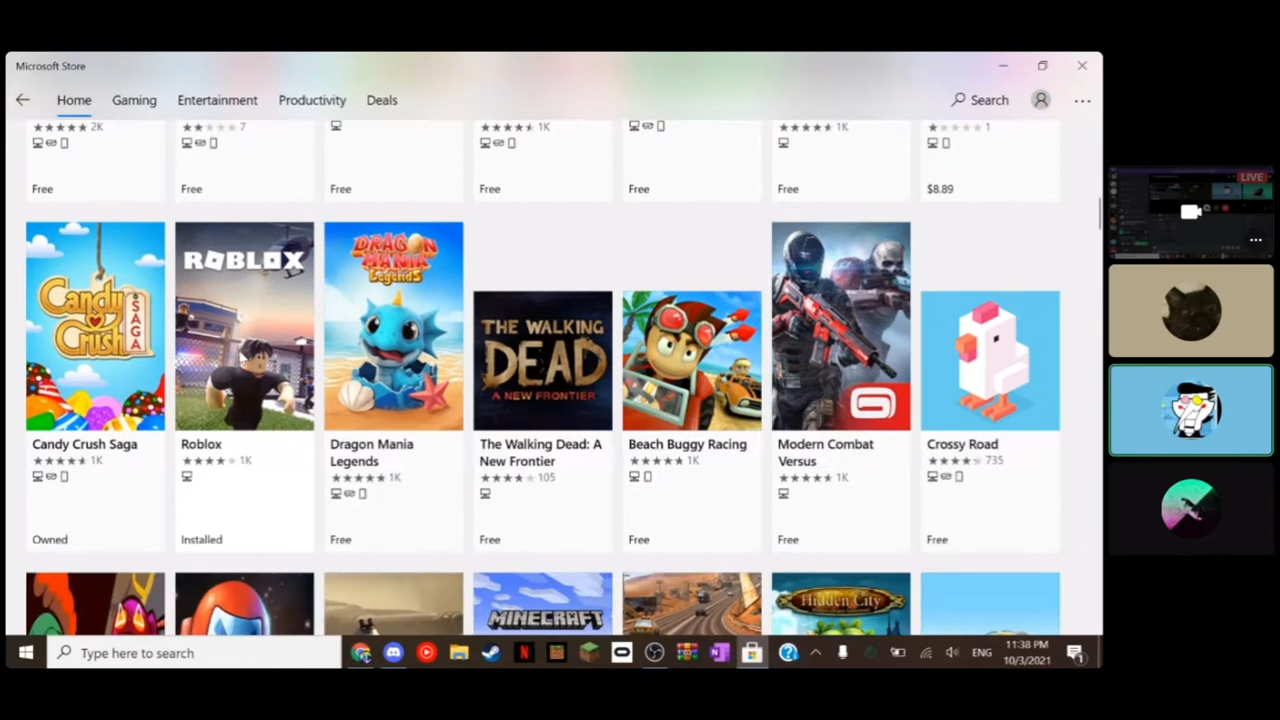 Microsoft Store
Home Gaming Entertainment Productivity Deals Search
LIVE
2K 7 1K 1K 1
Free Free Free Free Free Free $8.89
Candy Crush SAGA
ROBLOX
DRAGON MANIA LEGENDS
THE WALKING DEAD
A NEW FRONTIER
Candy Crush Saga Roblox Dragon Mania Legends The Walking Dead: A New Frontier Beach Buggy Racing Modern Combat Versus Crossy Road
1K 1K 1K 105 1K 1K 735
Owned Installed Free Free Free Free Free
MINECRAFT
Hidden City
Type here to search
ENG
11:38 PM
10/3/2021
1